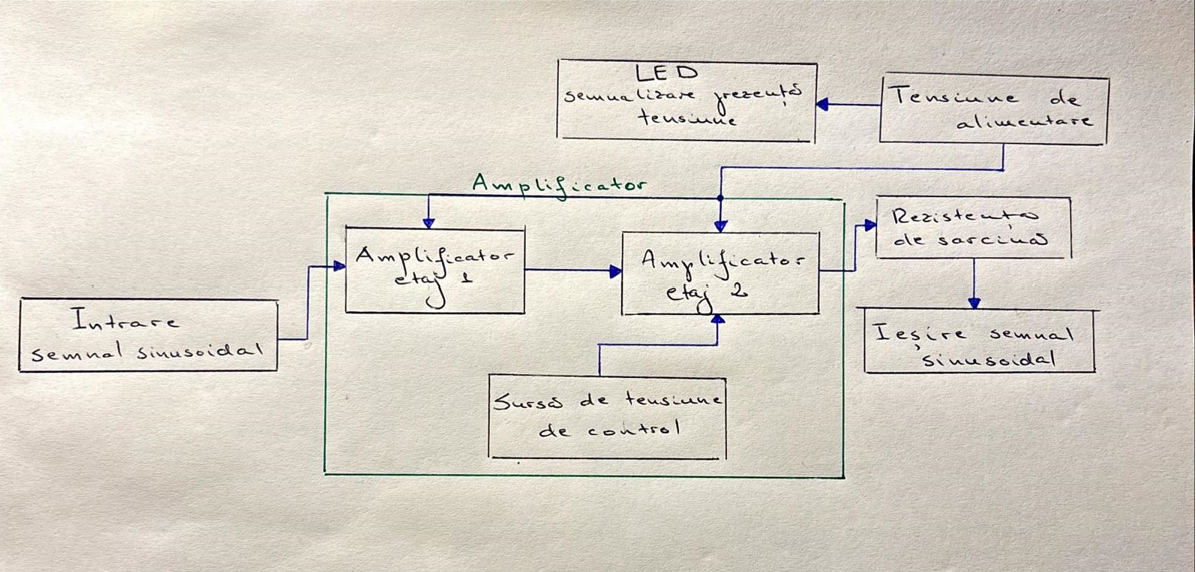 LED
semnalizare prezență
tensiune
Tensiune de
alimentare
Amplificator
Rezistență
de sarcină
Amplificator
etaj 1
Amplificator
etaj 2
Intrare
semnal sinusoidal
Ieșire semnal
sinusoidal
Sursă de tensiune
de control